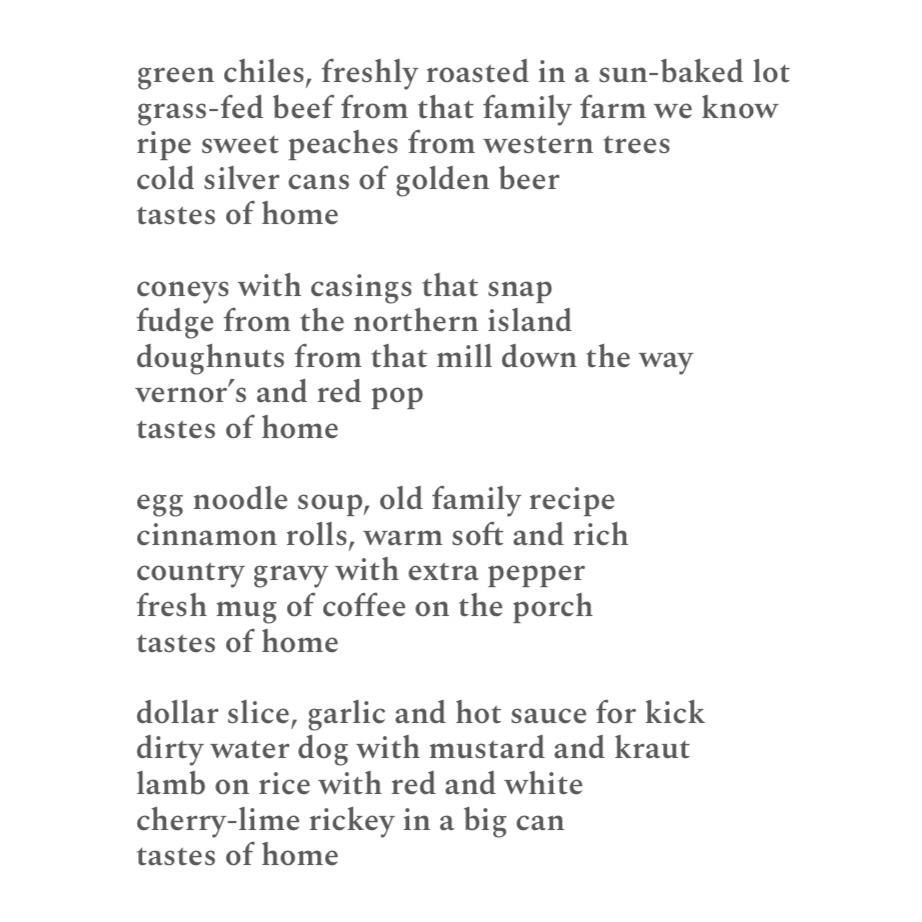 green chiles, freshly roasted in a sun-baked lot
grass-fed beef from that family farm we know
ripe sweet peaches from western trees
cold silver cans of golden beer
tastes of home

coneys with casings that snap
fudge from the northern island
doughnuts from that mill down the way
vernor’s and red pop
tastes of home

egg noodle soup, old family recipe
cinnamon rolls, warm soft and rich
country gravy with extra pepper
fresh mug of coffee on the porch
tastes of home

dollar slice, garlic and hot sauce for kick
dirty water dog with mustard and kraut
lamb on rice with red and white
cherry-lime rickey in a big can
tastes of home